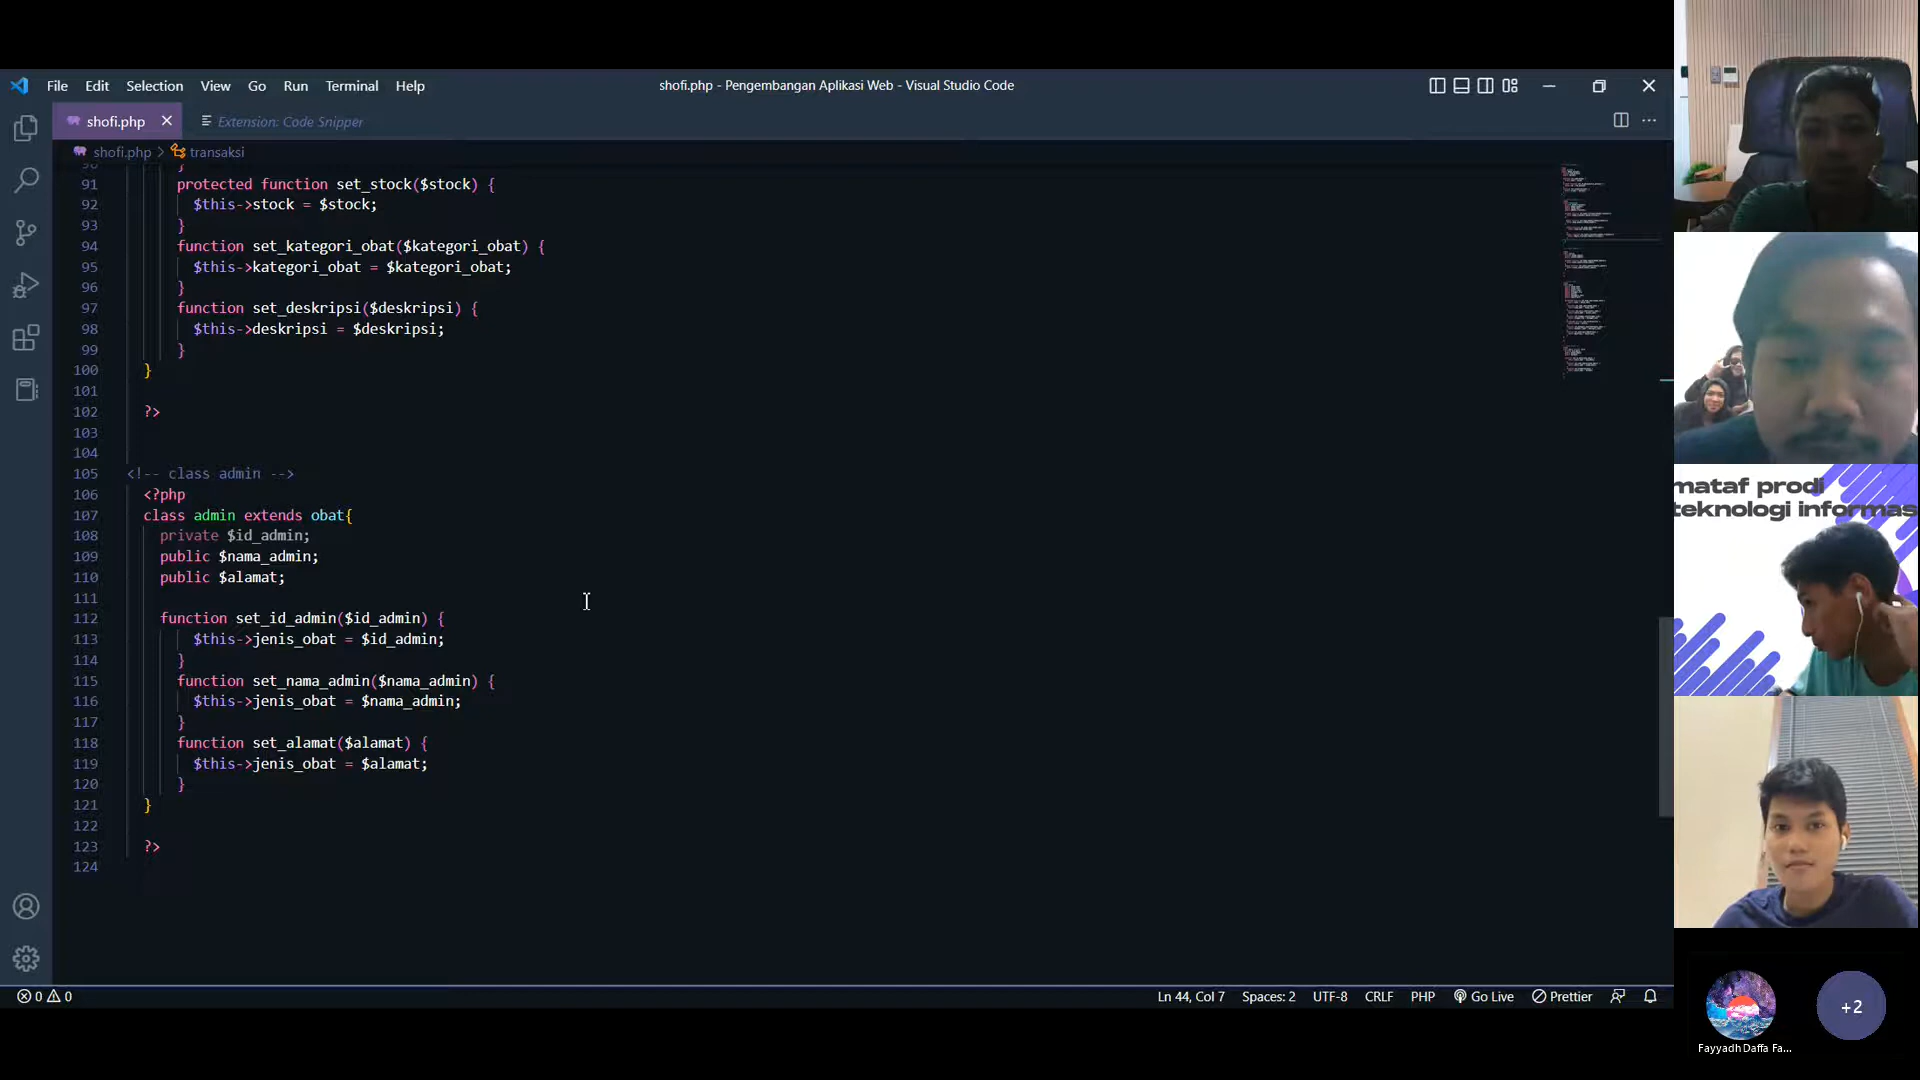 File Edit Selection View Go Run Terminal Help
shofi.php - Pengembangan Aplikasi Web - Visual Studio Code
shofi.php
Extension: Code Snipper
shofi.php > transaksi
90 }
91 protected function set_stock($stock) {
92 $this->stock = $stock;
93 }
94 function set_kategori_obat($kategori_obat) {
95 $this->kategori_obat = $kategori_obat;
96 }
97 function set_deskripsi($deskripsi) {
98 $this->deskripsi = $deskripsi;
99 }
100 }
101
102 ?>
103
104
105 <!-- class admin -->
106 <?php
107 class admin extends obat{
108 private $id_admin;
109 public $nama_admin;
110 public $alamat;
111
112 function set_id_admin($id_admin) {
113 $this->jenis_obat = $id_admin;
114 }
115 function set_nama_admin($nama_admin) {
116 $this->jenis_obat = $nama_admin;
117 }
118 function set_alamat($alamat) {
119 $this->jenis_obat = $alamat;
120 }
121 }
122
123 ?>
124
0 0
Ln 44, Col 7 Spaces: 2 UTF-8 CRLF PHP Go Live Prettier
mataf prodi
teknologi informas
+2
Fayyadh Daffa Fa...